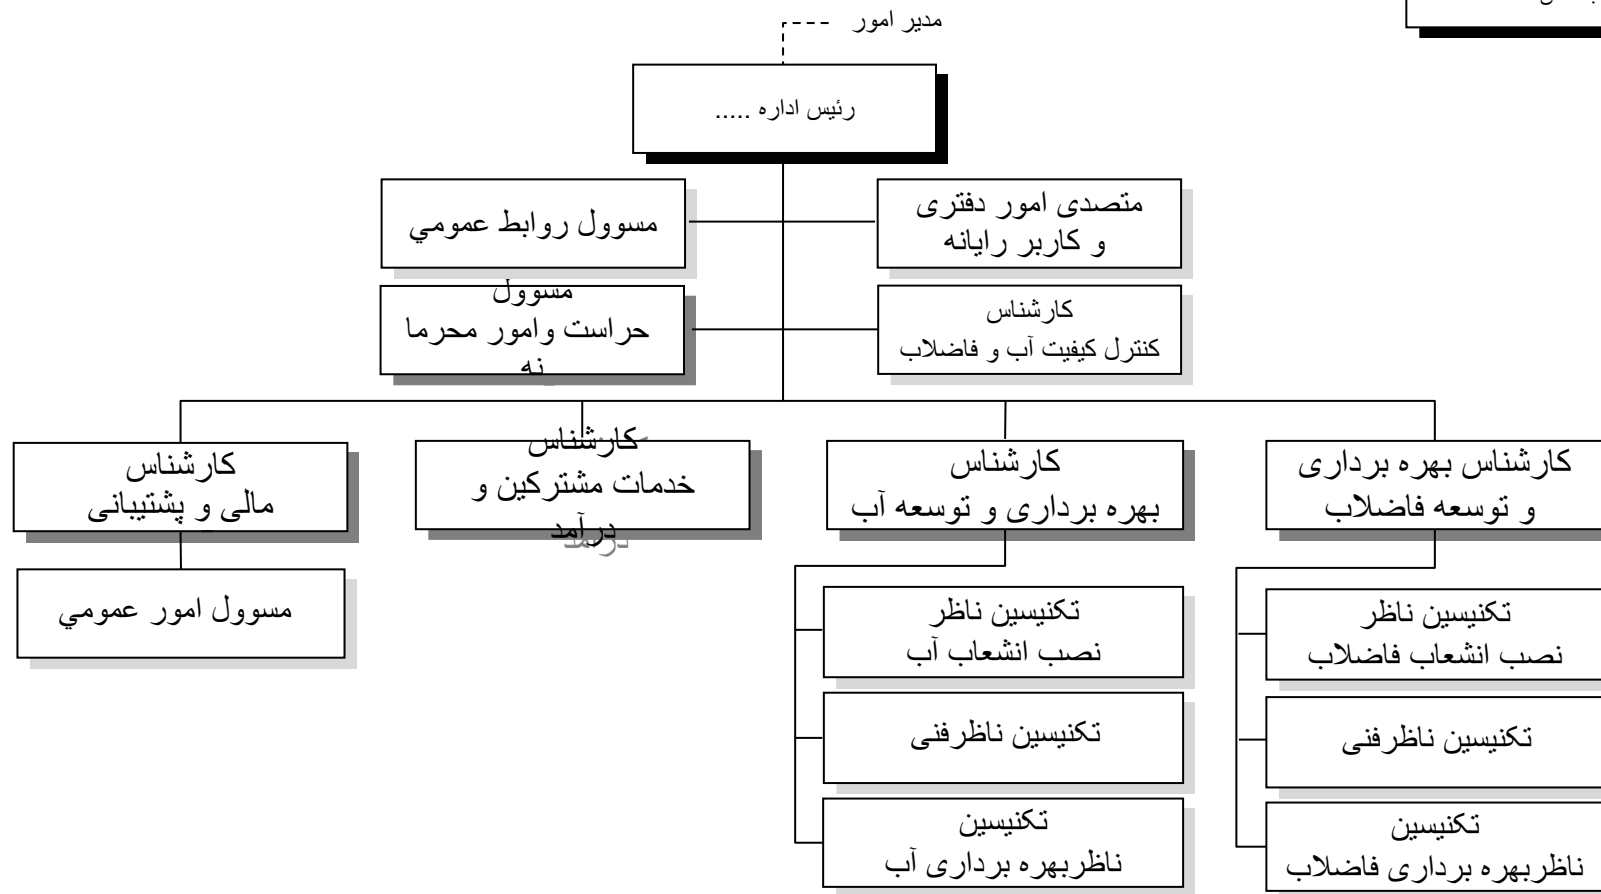 مدیر امور
رئیس اداره .....
متصدی امور دفتری
و کاربر رایانه
مسوول روابط عمومي
کارشناس
کنترل کیفیت آب و فاضلاب
مسوول
حراست وامور محرما
نه
کارشناس بهره برداری
و توسعه فاضلاب
کارشناس
بهره برداری و توسعه آب
کارشناس
خدمات مشترکین و
درآمد
کارشناس
مالی و پشتیبانی
تکنیسین ناظر
نصب انشعاب فاضلاب
تکنیسین ناظرفنی
تکنیسین
ناظربهره برداری فاضلاب
تکنیسین ناظر
نصب انشعاب آب
تکنیسین ناظرفنی
تکنیسین
ناظربهره برداری آب
مسوول امور عمومي